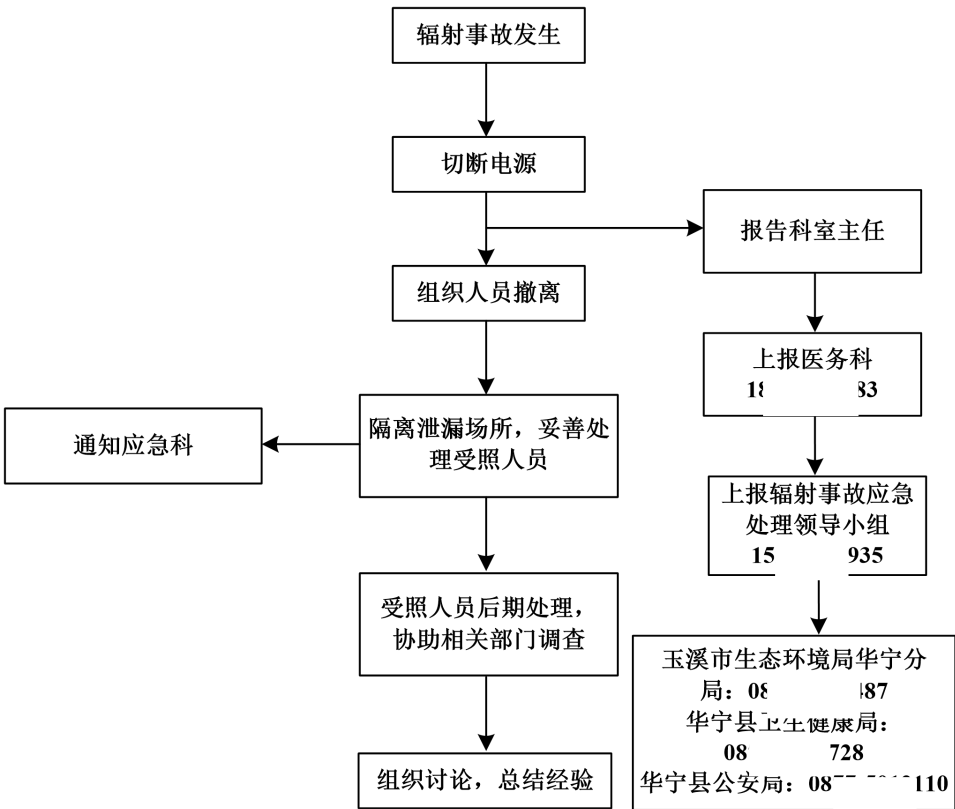 辐射事故发生
切断电源
报告科室主任
组织人员撤离
上报医务科
18 83
隔离泄漏场所，妥善处
理受照人员
通知应急科
上报辐射事故应急
处理领导小组
15 935
受照人员后期处理，
协助相关部门调查
玉溪市生态环境局华宁分
局：08 487
华宁县卫生健康局：
08 728
华宁县公安局：08 110
组织讨论，总结经验